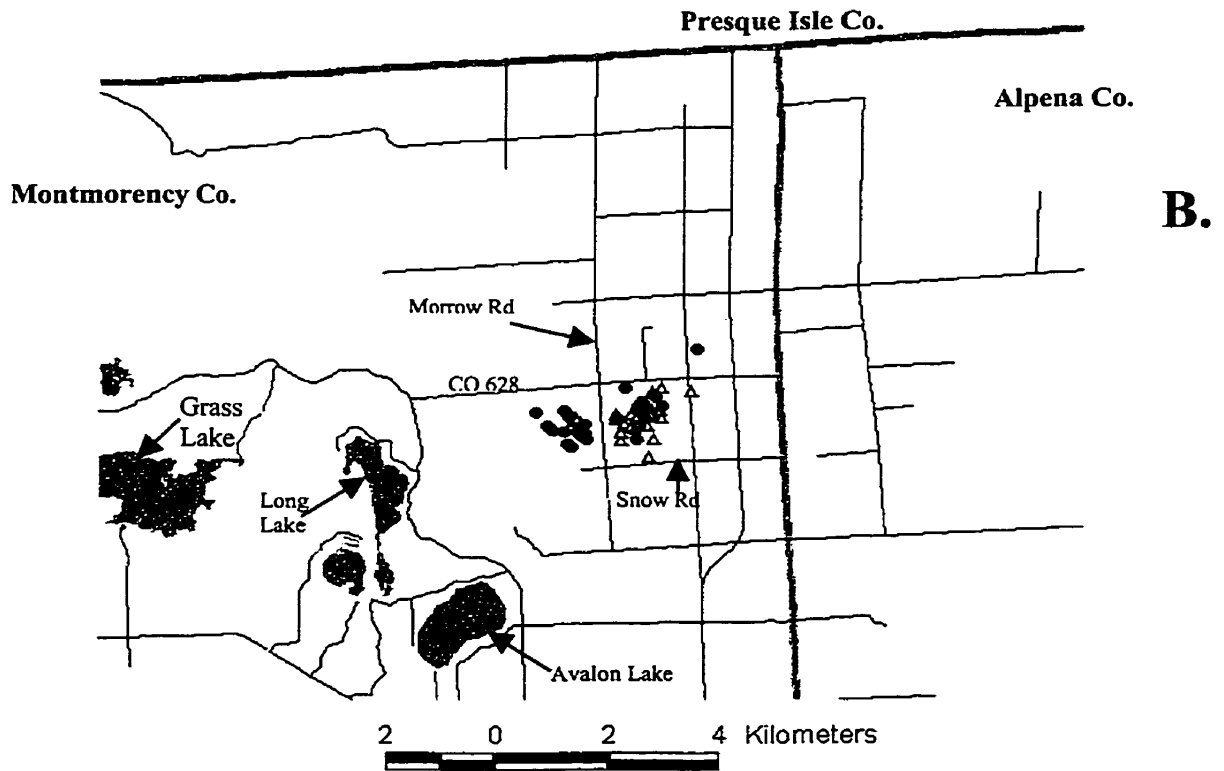 Presque Isle Co.
Alpena Co.
Montmorency Co.
B.
Morrow Rd
CO 628
Grass
Lake
Long
Lake
Snow Rd
Avalon Lake
2 0 2 4 Kilometers